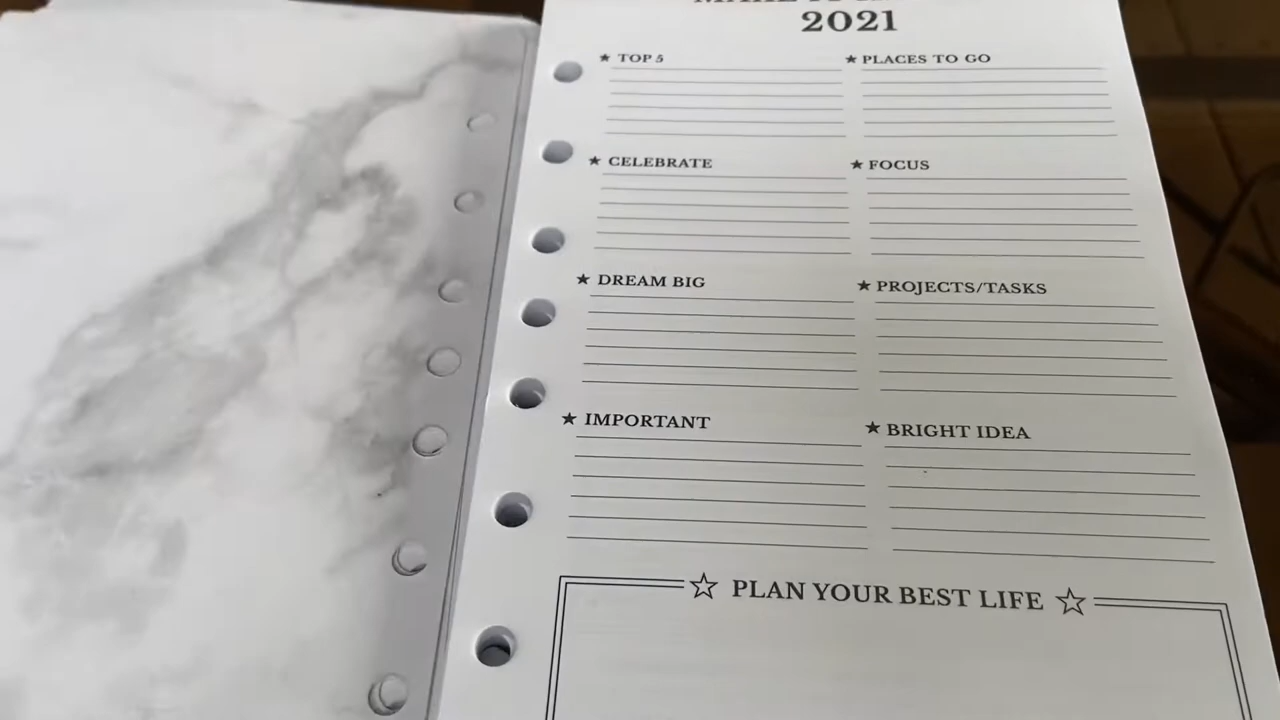 2021
★ TOP 5
★ PLACES TO GO
★ CELEBRATE
★ FOCUS
★ DREAM BIG
★ PROJECTS/TASKS
★ IMPORTANT
★ BRIGHT IDEA
☆ PLAN YOUR BEST LIFE ☆